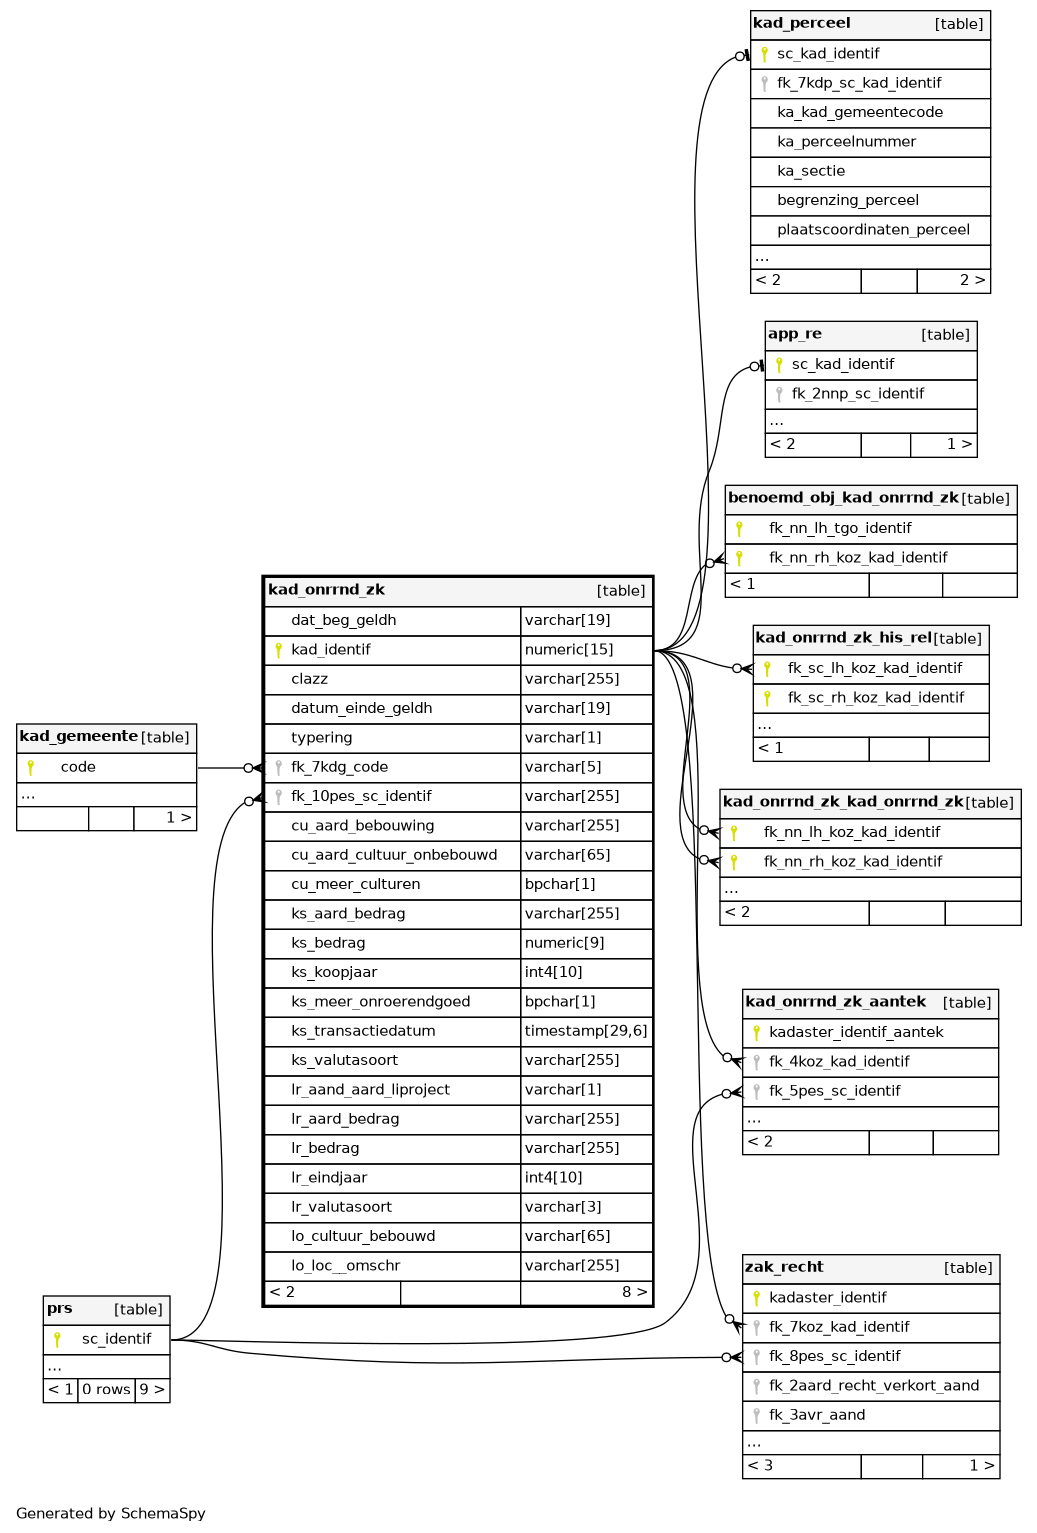 kad_perceel [table]
sc_kad_identif
fk_7kdp_sc_kad_identif
ka_kad_gemeentecode
ka_perceelnummer
ka_sectie
begrenzing_perceel
plaatscoordinaten_perceel
...
< 2 2 >
app_re [table]
sc_kad_identif
fk_2nnp_sc_identif
...
< 2 1 >
benoemd_obj_kad_onrrnd_zk [table]
fk_nn_lh_tgo_identif
fk_nn_rh_koz_kad_identif
< 1
kad_onrrnd_zk [table]
dat_beg_geldh varchar[19]
kad_identif numeric[15]
clazz varchar[255]
datum_einde_geldh varchar[19]
typering varchar[1]
fk_7kdg_code varchar[5]
fk_10pes_sc_identif varchar[255]
cu_aard_bebouwing varchar[255]
cu_aard_cultuur_onbebouwd varchar[65]
cu_meer_culturen bpchar[1]
ks_aard_bedrag varchar[255]
ks_bedrag numeric[9]
ks_koopjaar int4[10]
ks_meer_onroerendgoed bpchar[1]
ks_transactiedatum timestamp[29,6]
ks_valutasoort varchar[255]
lr_aand_aard_liproject varchar[1]
lr_aard_bedrag varchar[255]
lr_bedrag varchar[255]
lr_eindjaar int4[10]
lr_valutasoort varchar[3]
lo_cultuur_bebouwd varchar[65]
lo_loc__omschr varchar[255]
< 2 8 >
kad_onrrnd_zk_his_rel [table]
fk_sc_lh_koz_kad_identif
fk_sc_rh_koz_kad_identif
...
< 1
kad_gemeente [table]
code
...
1 >
kad_onrrnd_zk_kad_onrrnd_zk [table]
fk_nn_lh_koz_kad_identif
fk_nn_rh_koz_kad_identif
...
< 2
kad_onrrnd_zk_aantek [table]
kadaster_identif_aantek
fk_4koz_kad_identif
fk_5pes_sc_identif
...
< 2
zak_recht [table]
kadaster_identif
fk_7koz_kad_identif
fk_8pes_sc_identif
fk_2aard_recht_verkort_aand
fk_3avr_aand
...
< 3 1 >
prs [table]
sc_identif
...
< 1 0 rows 9 >
Generated by SchemaSpy